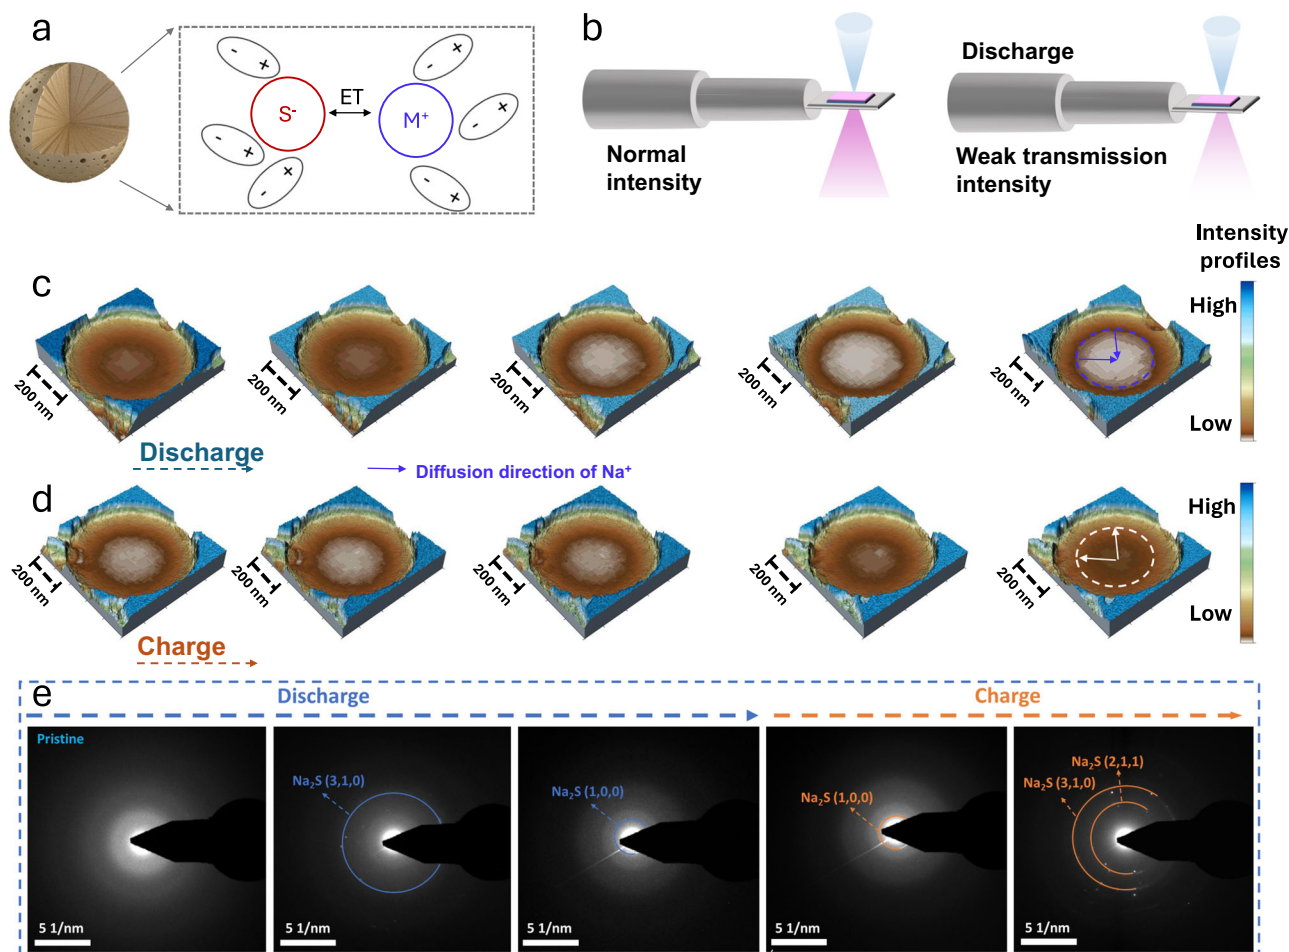 a
- +
- +
- +
- +
S⁻
ET
M⁺
- +
- +
- +
b
Normal
intensity
Discharge
Weak transmission
intensity
Intensity
profiles
c
200 nm
200 nm
200 nm
200 nm
200 nm
High
Low
Discharge
Diffusion direction of Na⁺
d
200 nm
200 nm
200 nm
200 nm
200 nm
High
Low
Charge
e
Discharge
Charge
Pristine
5 1/nm
Na₂S (3,1,0)
5 1/nm
Na₂S (1,0,0)
5 1/nm
Na₂S (1,0,0)
5 1/nm
Na₂S (2,1,1)
Na₂S (3,1,0)
5 1/nm